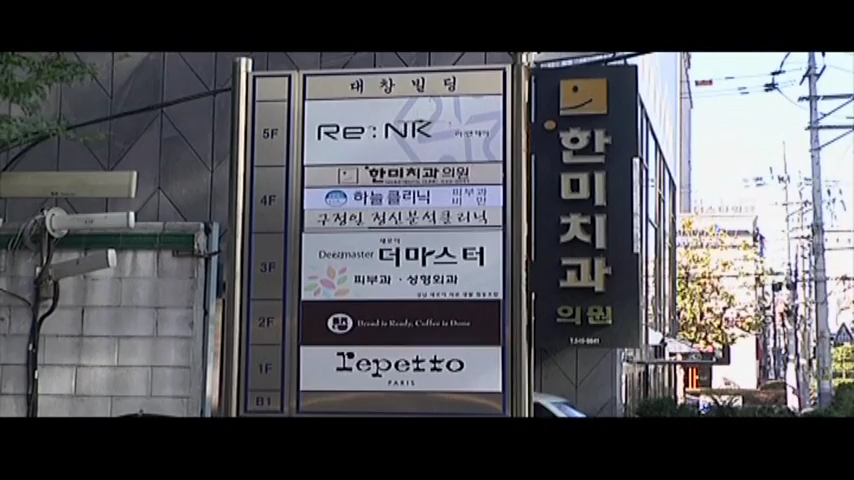 대창빌딩
5F
Re:NK
한미치과의원
4F
하늘클리닉 피부과
비만
구정일 정신분석클리닉
3F
Dermaster 더마스터
피부과 · 성형외과
2F
Bread is Ready, Coffee is Done
1F
repetto
PARIS
B1
한미치과
의원